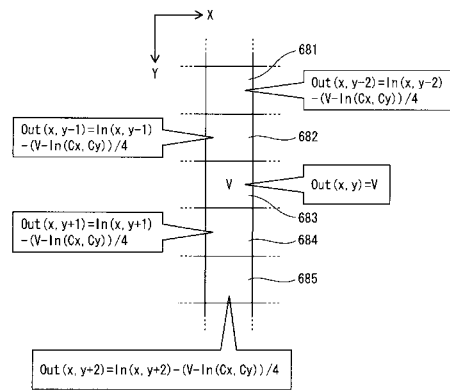 X
Y
681
Out(x, y-2)=In(x, y-2)
-(V-In(Cx, Cy))/4
Out(x, y-1)=In(x, y-1)
-(V-In(Cx, Cy))/4
682
V
Out(x, y)=V
683
Out(x, y+1)=In(x, y+1)
-(V-In(Cx, Cy))/4
684
685
Out(x, y+2)=In(x, y+2)-(V-In(Cx, Cy))/4